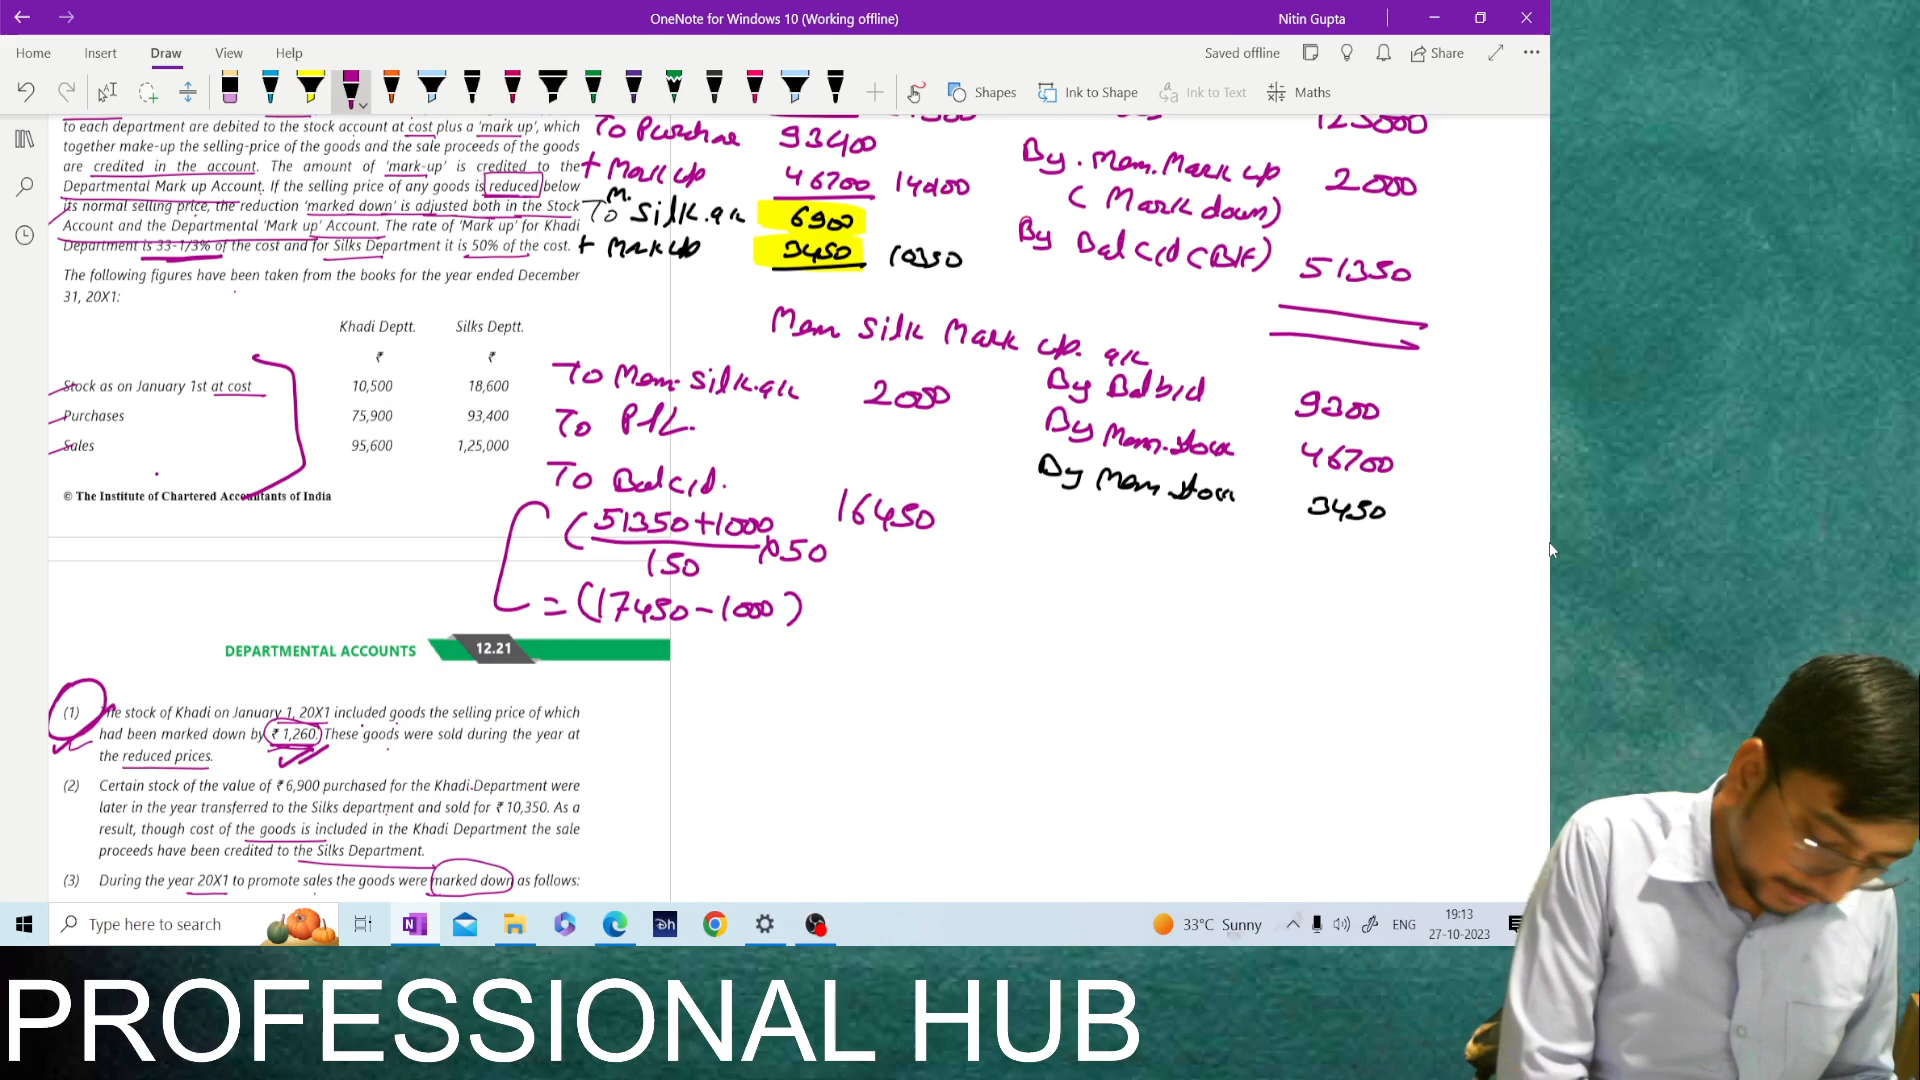 OneNote for Windows 10 (Working offline)
Nitin Gupta
Home Insert Draw View Help
Saved offline Share
Shapes Ink to Shape Ink to Text Maths
to each department are debited to the stock account at cost plus a 'mark up', which
together make-up the selling-price of the goods and the sale proceeds of the goods
are credited in the account. The amount of 'mark-up' is credited to the
Departmental Mark up Account. If the selling price of any goods is reduced below
its normal selling price, the reduction 'marked down' is adjusted both in the Stock
Account and the Departmental 'Mark up' Account. The rate of 'Mark up' for Khadi
Department is 33-1/3% of the cost and for Silks Department it is 50% of the cost.
The following figures have been taken from the books for the year ended December
31, 20X1:
Khadi Deptt. Silks Deptt.
₹ ₹
Stock as on January 1st at cost 10,500 18,600
Purchases 75,900 93,400
Sales 95,600 1,25,000
© The Institute of Chartered Accountants of India
To Purchase 93400
+ Mark up 46700
To M. Silk a/c 6900
+ Mark up 3450 10350
125000
By. Mem. Mark up 2000
(Mark down)
By Bal c/d (B/F) 51350
Mem Silk Mark up. a/c
To Mem. Silk. a/c 2000
To P/L.
To Bal c/d. 16450
(51350+1000
150 x 50
= (17450-1000)
By Bal b/d 9300
By Mem. Stock 46700
By Mem Stock 3450
DEPARTMENTAL ACCOUNTS 12.21
(1) The stock of Khadi on January 1, 20X1 included goods the selling price of which
had been marked down by ₹ 1,260. These goods were sold during the year at
the reduced prices.
(2) Certain stock of the value of ₹ 6,900 purchased for the Khadi Department were
later in the year transferred to the Silks department and sold for ₹ 10,350. As a
result, though cost of the goods is included in the Khadi Department the sale
proceeds have been credited to the Silks Department.
(3) During the year 20X1 to promote sales the goods were marked down as follows:
Type here to search
33°C Sunny
ENG
19:13
27-10-2023
PROFESSIONAL HUB